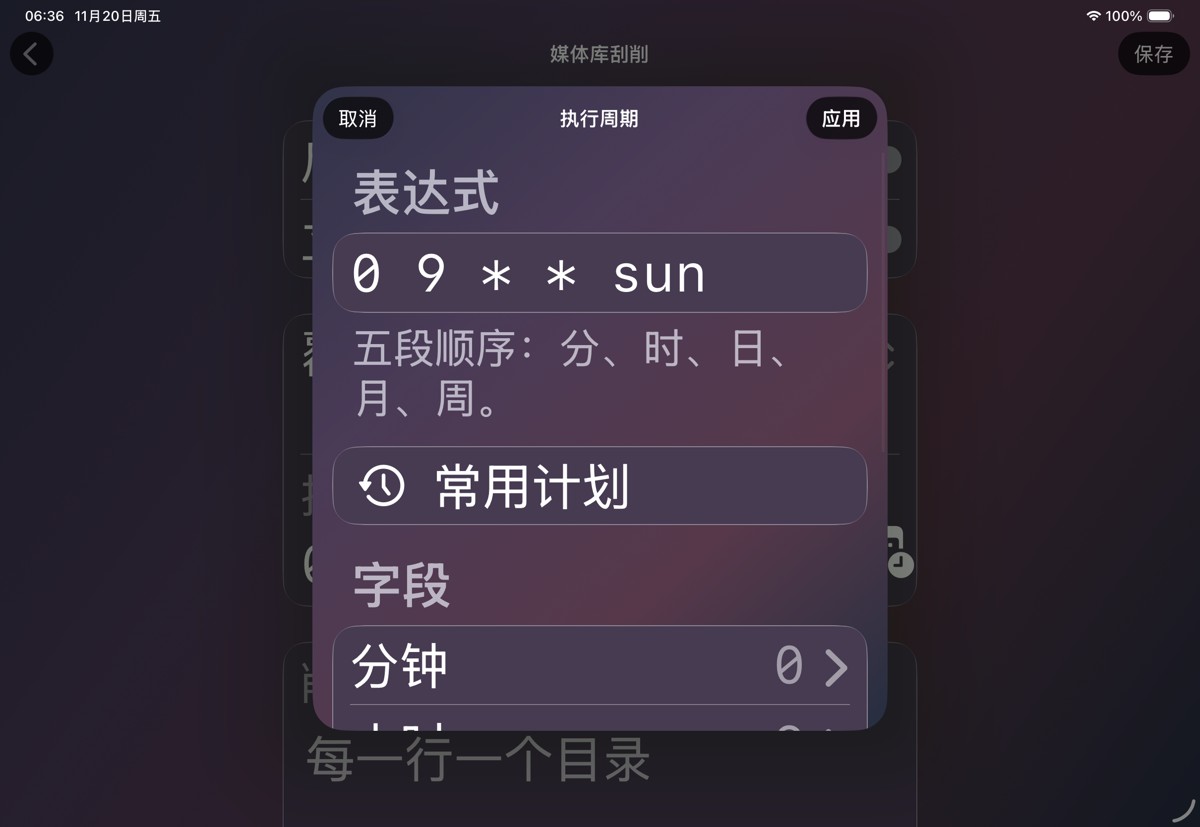 06:36 11月20日周五
100%
媒体库刮削
保存
取消
执行周期
应用
表达式
0 9 * * sun
五段顺序：分、时、日、
月、周。
常用计划
字段
分钟 0
每一行一个目录